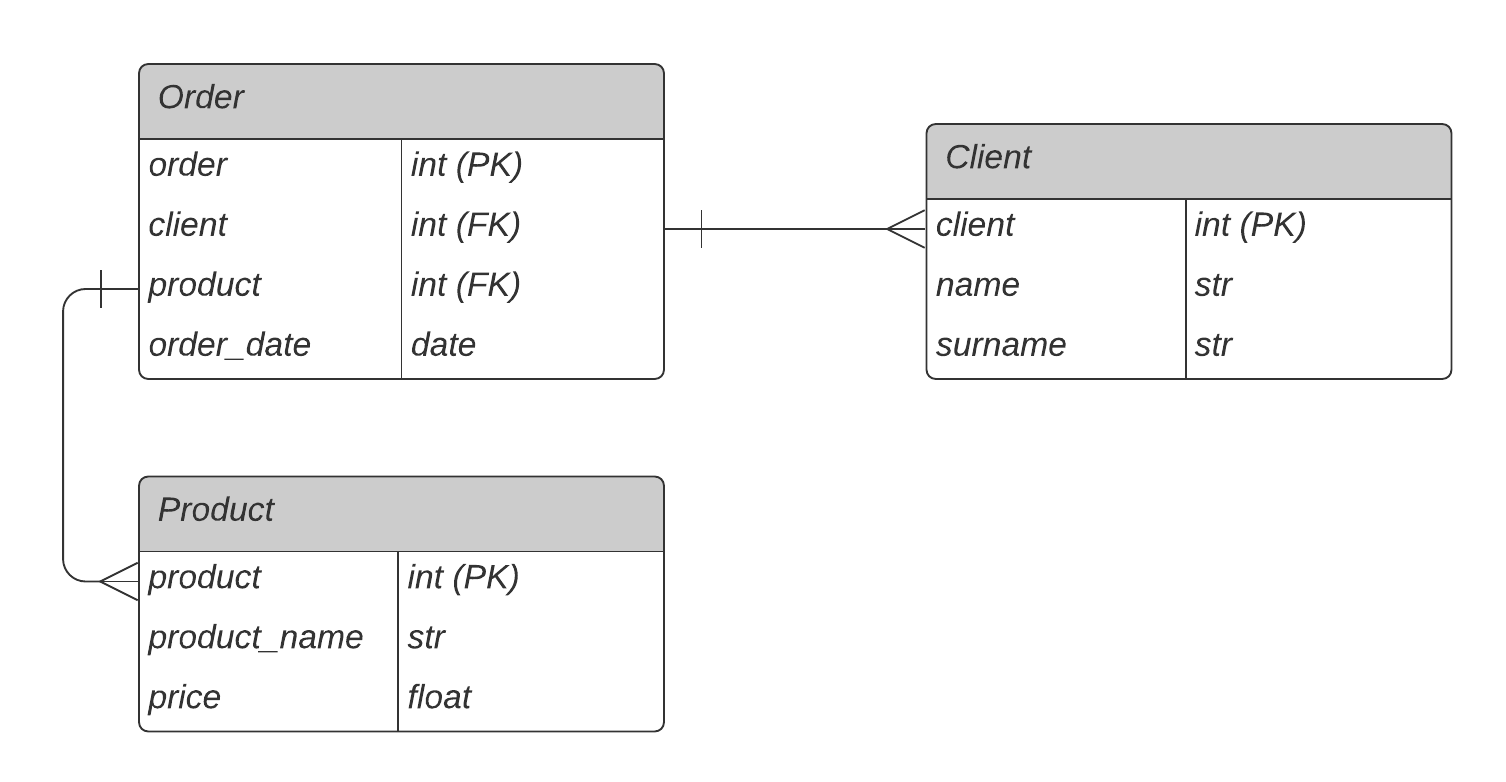 Order
order int (PK)
client int (FK)
product int (FK)
order_date date
Client
client int (PK)
name str
surname str
Product
product int (PK)
product_name str
price float